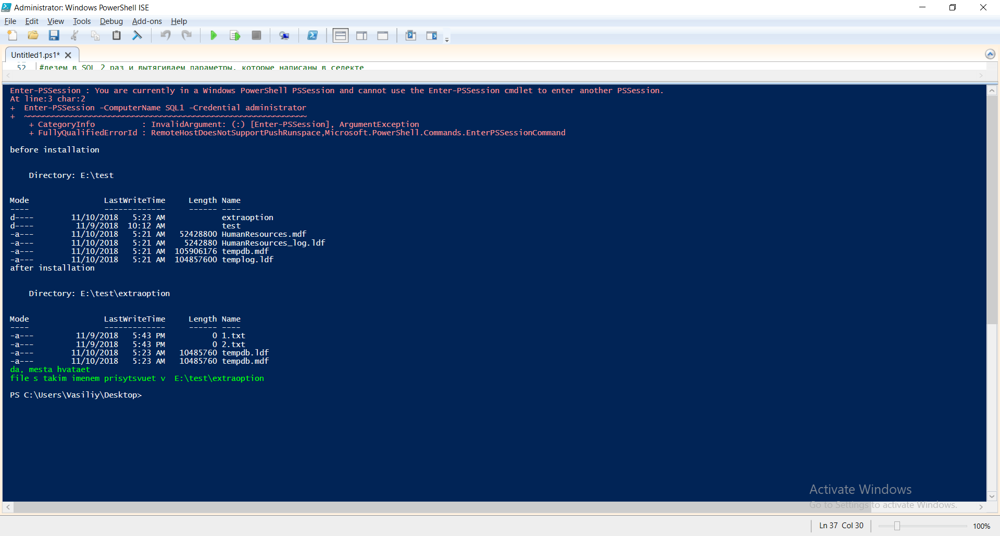 Administrator: Windows PowerShell ISE
File Edit View Tools Debug Add-ons Help
Untitled1.ps1*
52 #лезем в SQL 2 раз и вытягиваем параметры, которые написаны в селекте
Enter-PSSession : You are currently in a Windows PowerShell PSSession and cannot use the Enter-PSSession cmdlet to enter another PSSession.
At line:3 char:2
+  Enter-PSSession -ComputerName SQL1 -Credential administrator
+  ~~~~~~~~~~~~~~~~~~~~~~~~~~~~~~~~~~~~~~~~~~~~~~~~~~~~~~~~~~~~
    + CategoryInfo          : InvalidArgument: (:) [Enter-PSSession], ArgumentException
    + FullyQualifiedErrorId : RemoteHostDoesNotSupportPushRunspace,Microsoft.PowerShell.Commands.EnterPSSessionCommand
before installation
    Directory: E:\test
Mode                LastWriteTime     Length Name
----                -------------     ------ ----
d----        11/10/2018   5:23 AM            extraoption
d----         11/9/2018  10:12 AM            test
-a---        11/10/2018   5:21 AM   52428800 HumanResources.mdf
-a---        11/10/2018   5:21 AM    5242880 HumanResources_log.ldf
-a---        11/10/2018   5:21 AM  105906176 tempdb.mdf
-a---        11/10/2018   5:21 AM  104857600 templog.ldf
after installation
    Directory: E:\test\extraoption
Mode                LastWriteTime     Length Name
----                -------------     ------ ----
-a---         11/9/2018   5:43 PM          0 1.txt
-a---         11/9/2018   5:43 PM          0 2.txt
-a---        11/10/2018   5:23 AM   10485760 tempdb.ldf
-a---        11/10/2018   5:23 AM   10485760 tempdb.mdf
da, mesta hvataet
file s takim imenem prisytsvuet v  E:\test\extraoption
PS C:\Users\Vasiliy\Desktop>
Activate Windows
Go to Settings to activate Windows.
Ln 37 Col 30 100%